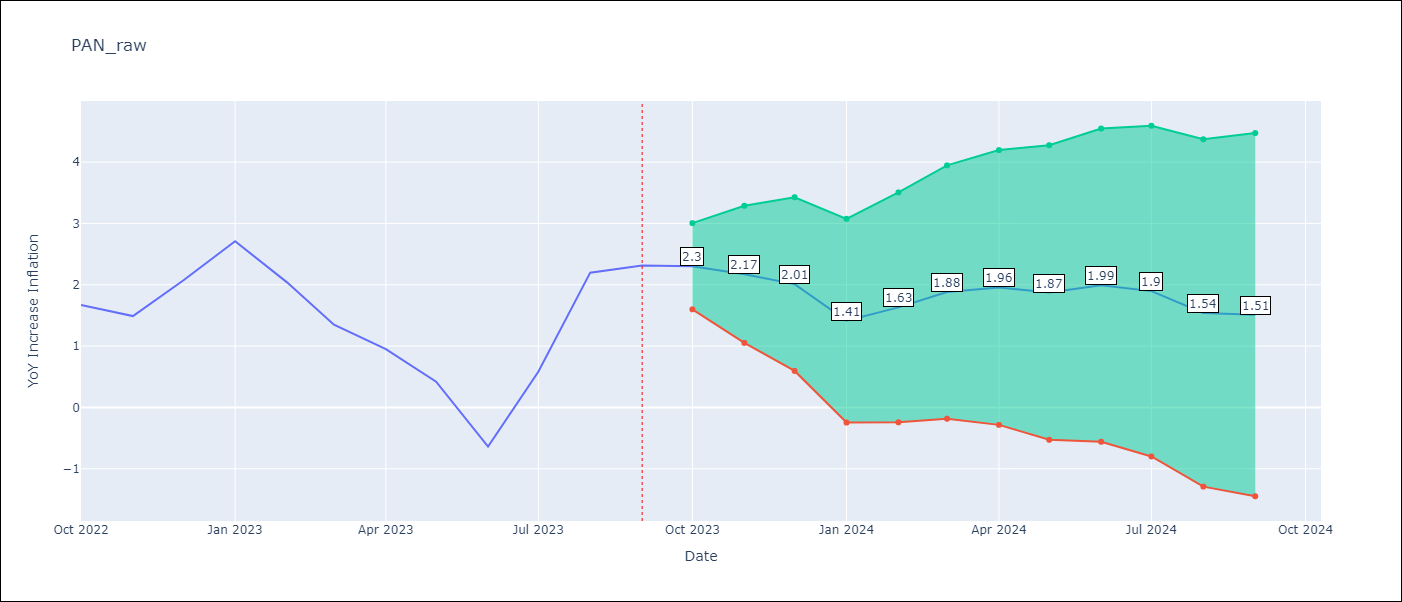 PAN_raw
YoY Increase Inflation
4
3
2
1
0
−1
2.3
2.17
2.01
1.41
1.63
1.88
1.96
1.87
1.99
1.9
1.54
1.51
Oct 2022
Jan 2023
Apr 2023
Jul 2023
Oct 2023
Jan 2024
Apr 2024
Jul 2024
Oct 2024
Date